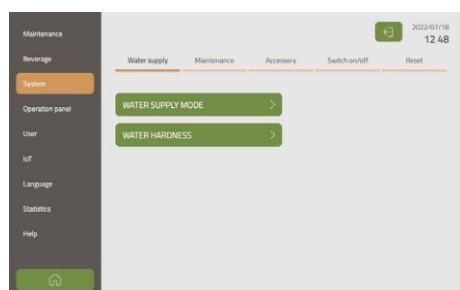 Maintenance
Beverage
System
Operation panel
User
IoT
Language
Statistics
Help
2022/07/18
12 48
Water supply Maintenance Accessory Switch on/off Reset
WATER SUPPLY MODE
WATER HARDNESS